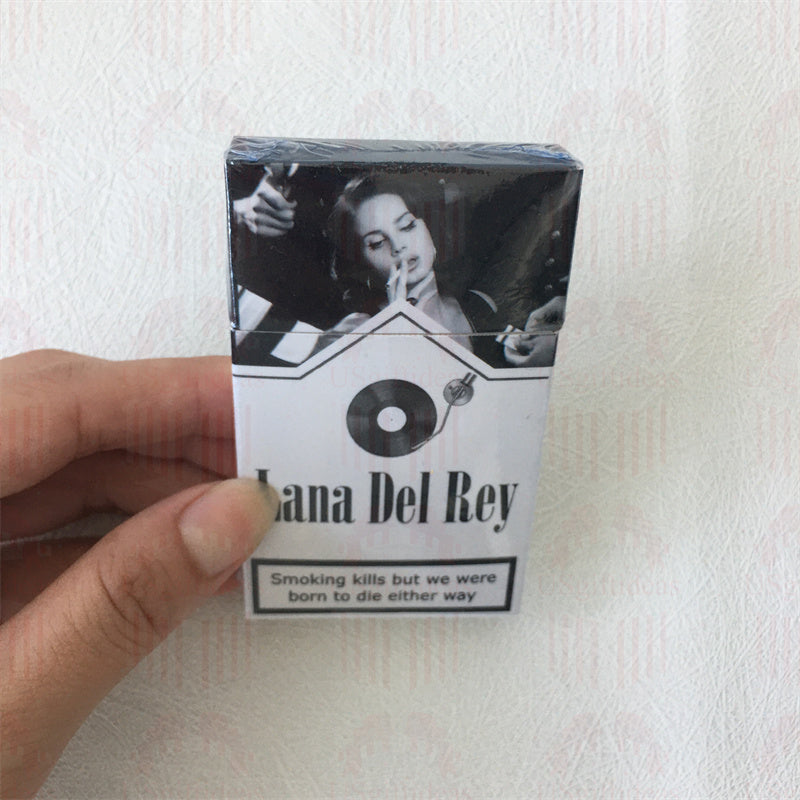 Lana Del Rey
Smoking kills but we were
born to die either way